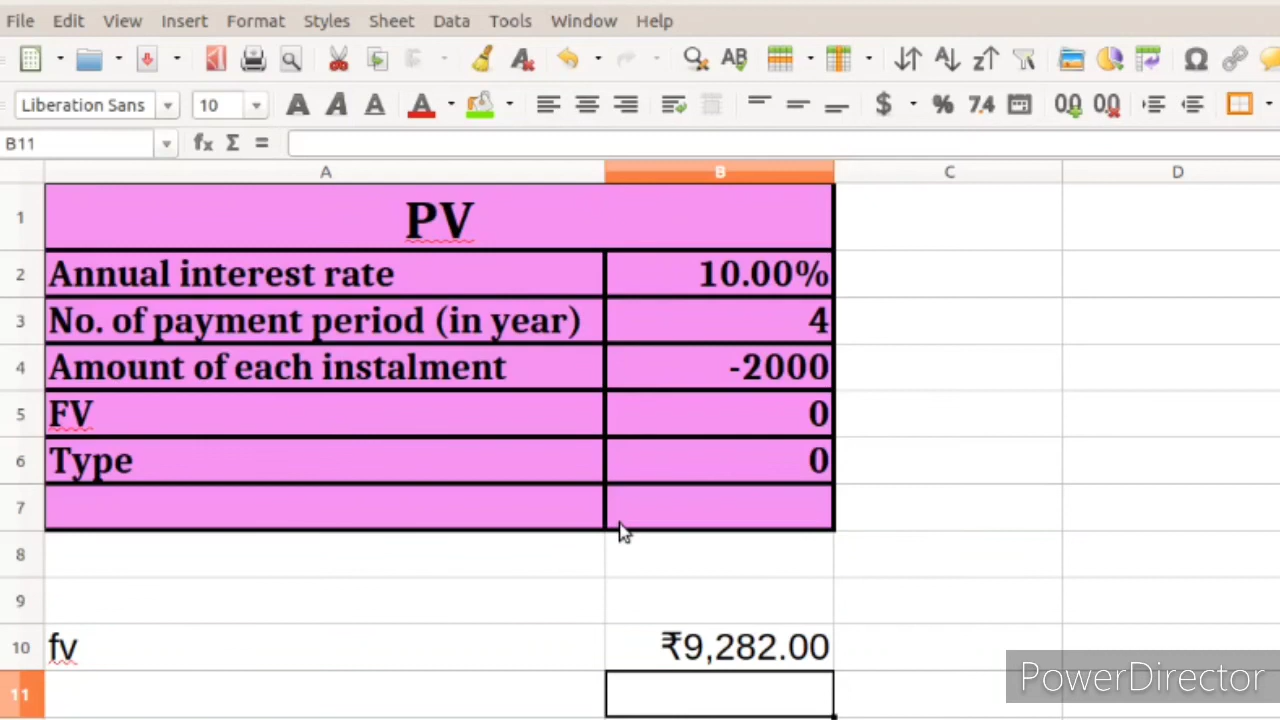 File Edit View Insert Format Styles Sheet Data Tools Window Help
Liberation Sans 10
B11
A B C D
1 PV
2 Annual interest rate 10.00%
3 No. of payment period (in year) 4
4 Amount of each instalment -2000
5 FV 0
6 Type 0
7
8
9
10 fv ₹9,282.00
11
PowerDirector